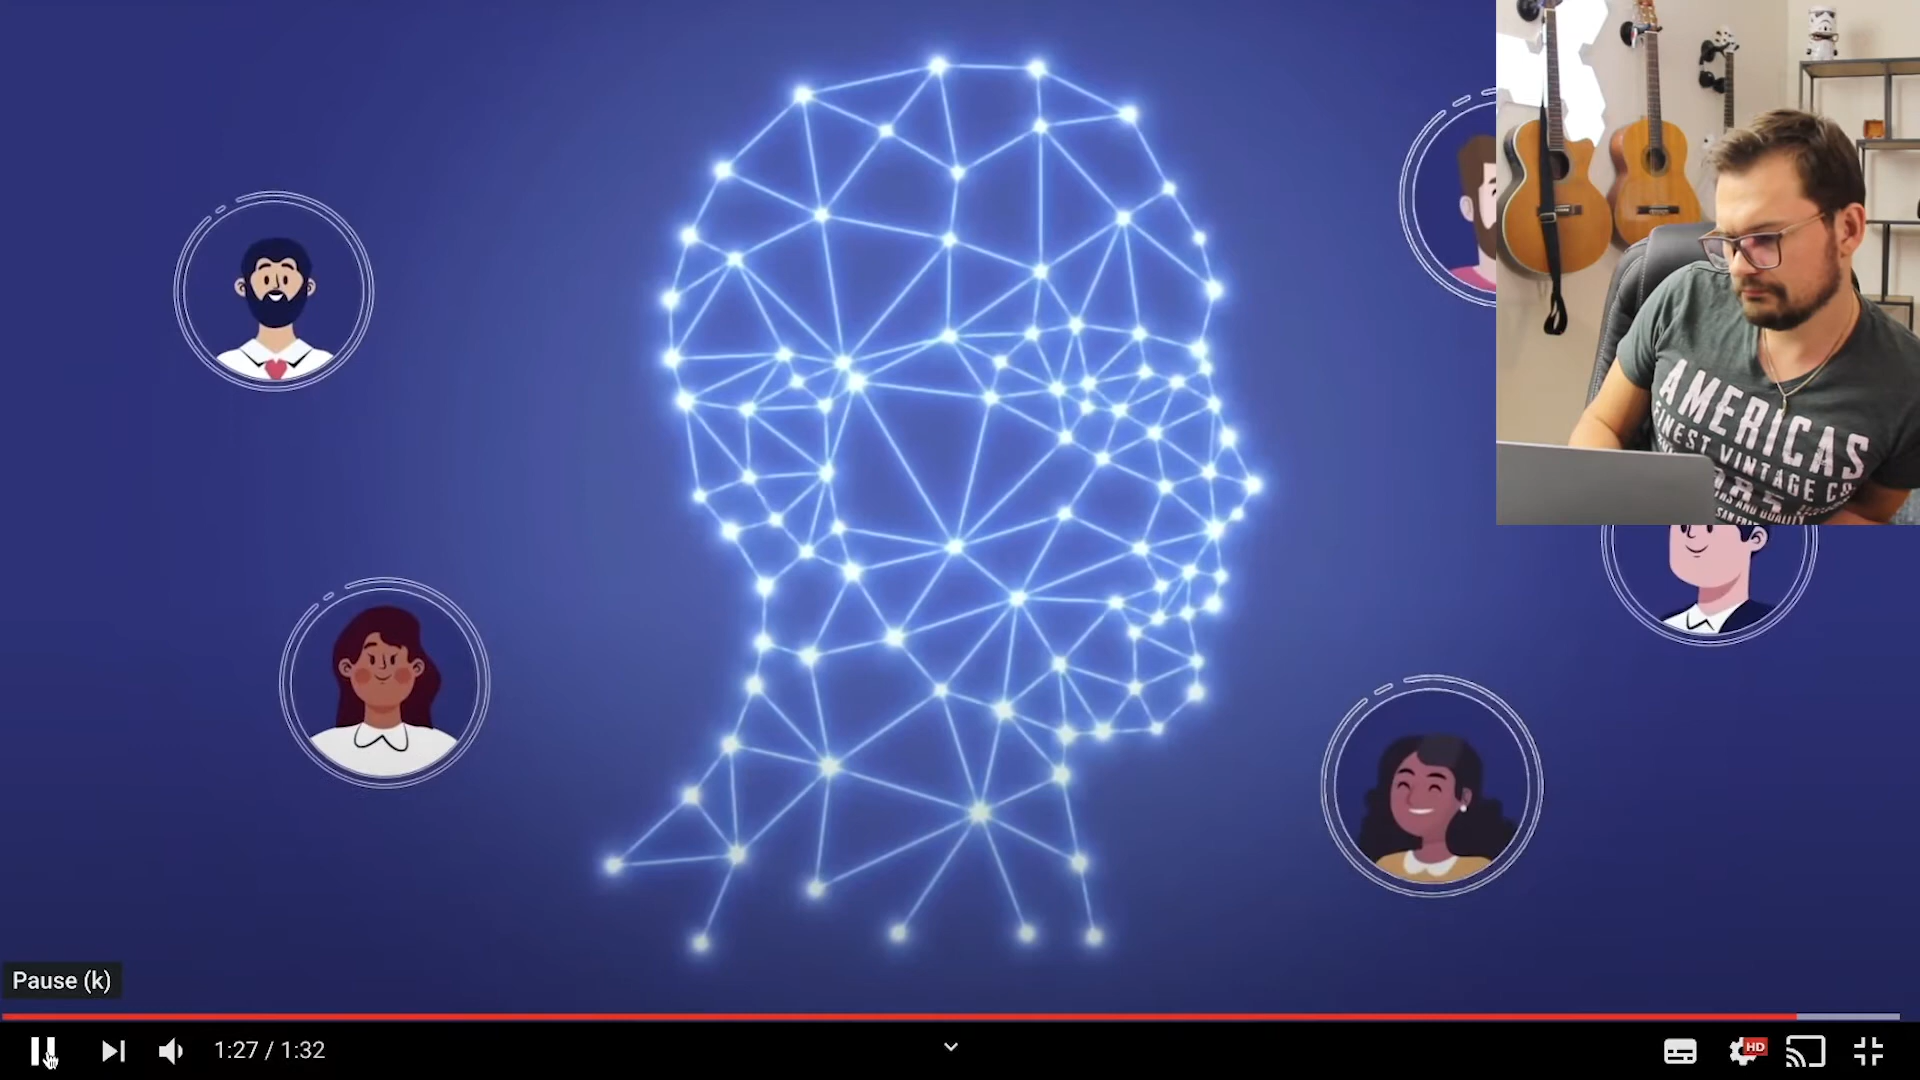 AMERICAS
FINEST VINTAGE CO
Pause (k)
1:27 / 1:32
HD